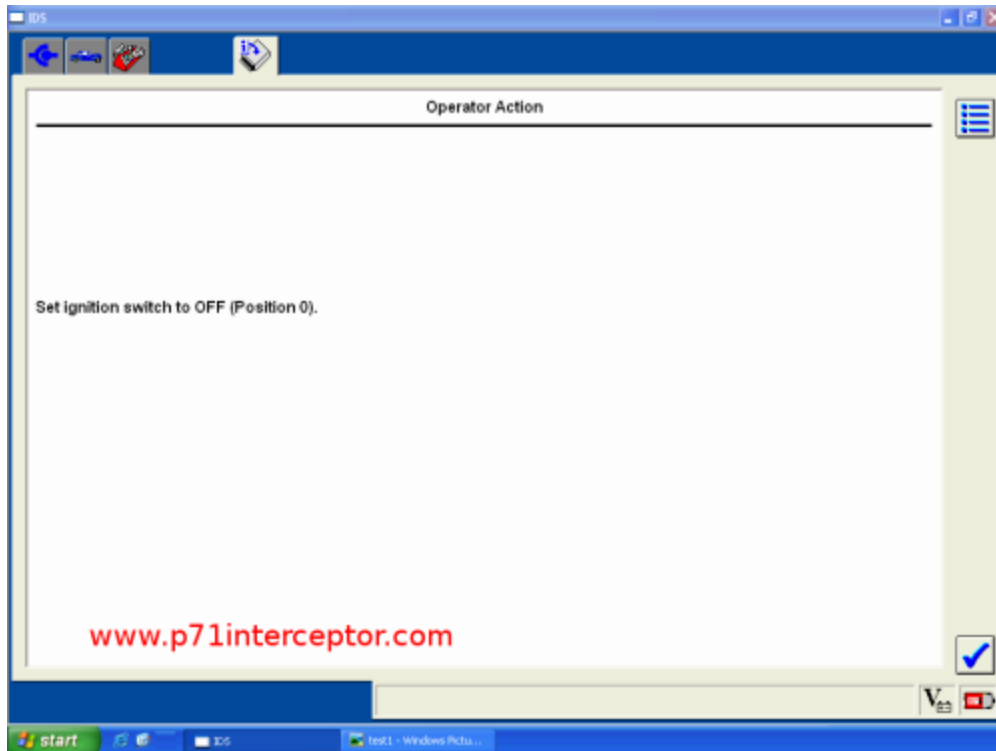 IDS
Operator Action
Set ignition switch to OFF (Position 0).
www.p71interceptor.com
V
start
IDS
test1 - Windows Pictu...